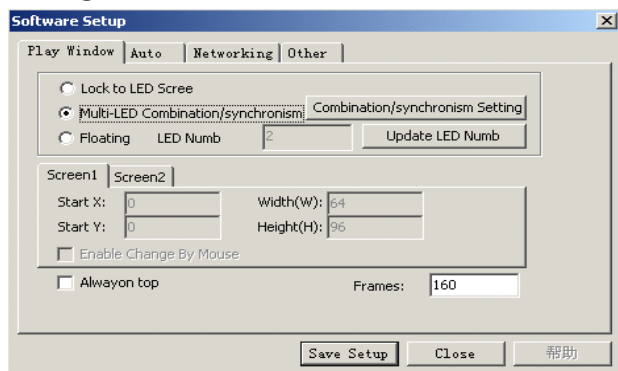 Software Setup
Play Window Auto Networking Other
Lock to LED Scree
Multi-LED Combination/synchronism Combination/synchronism Setting
Floating LED Numb 2 Update LED Numb
Screen1 Screen2
Start X: 0 Width(W): 64
Start Y: 0 Height(H): 96
Enable Change By Mouse
Alwayon top Frames: 160
Save Setup Close 帮助